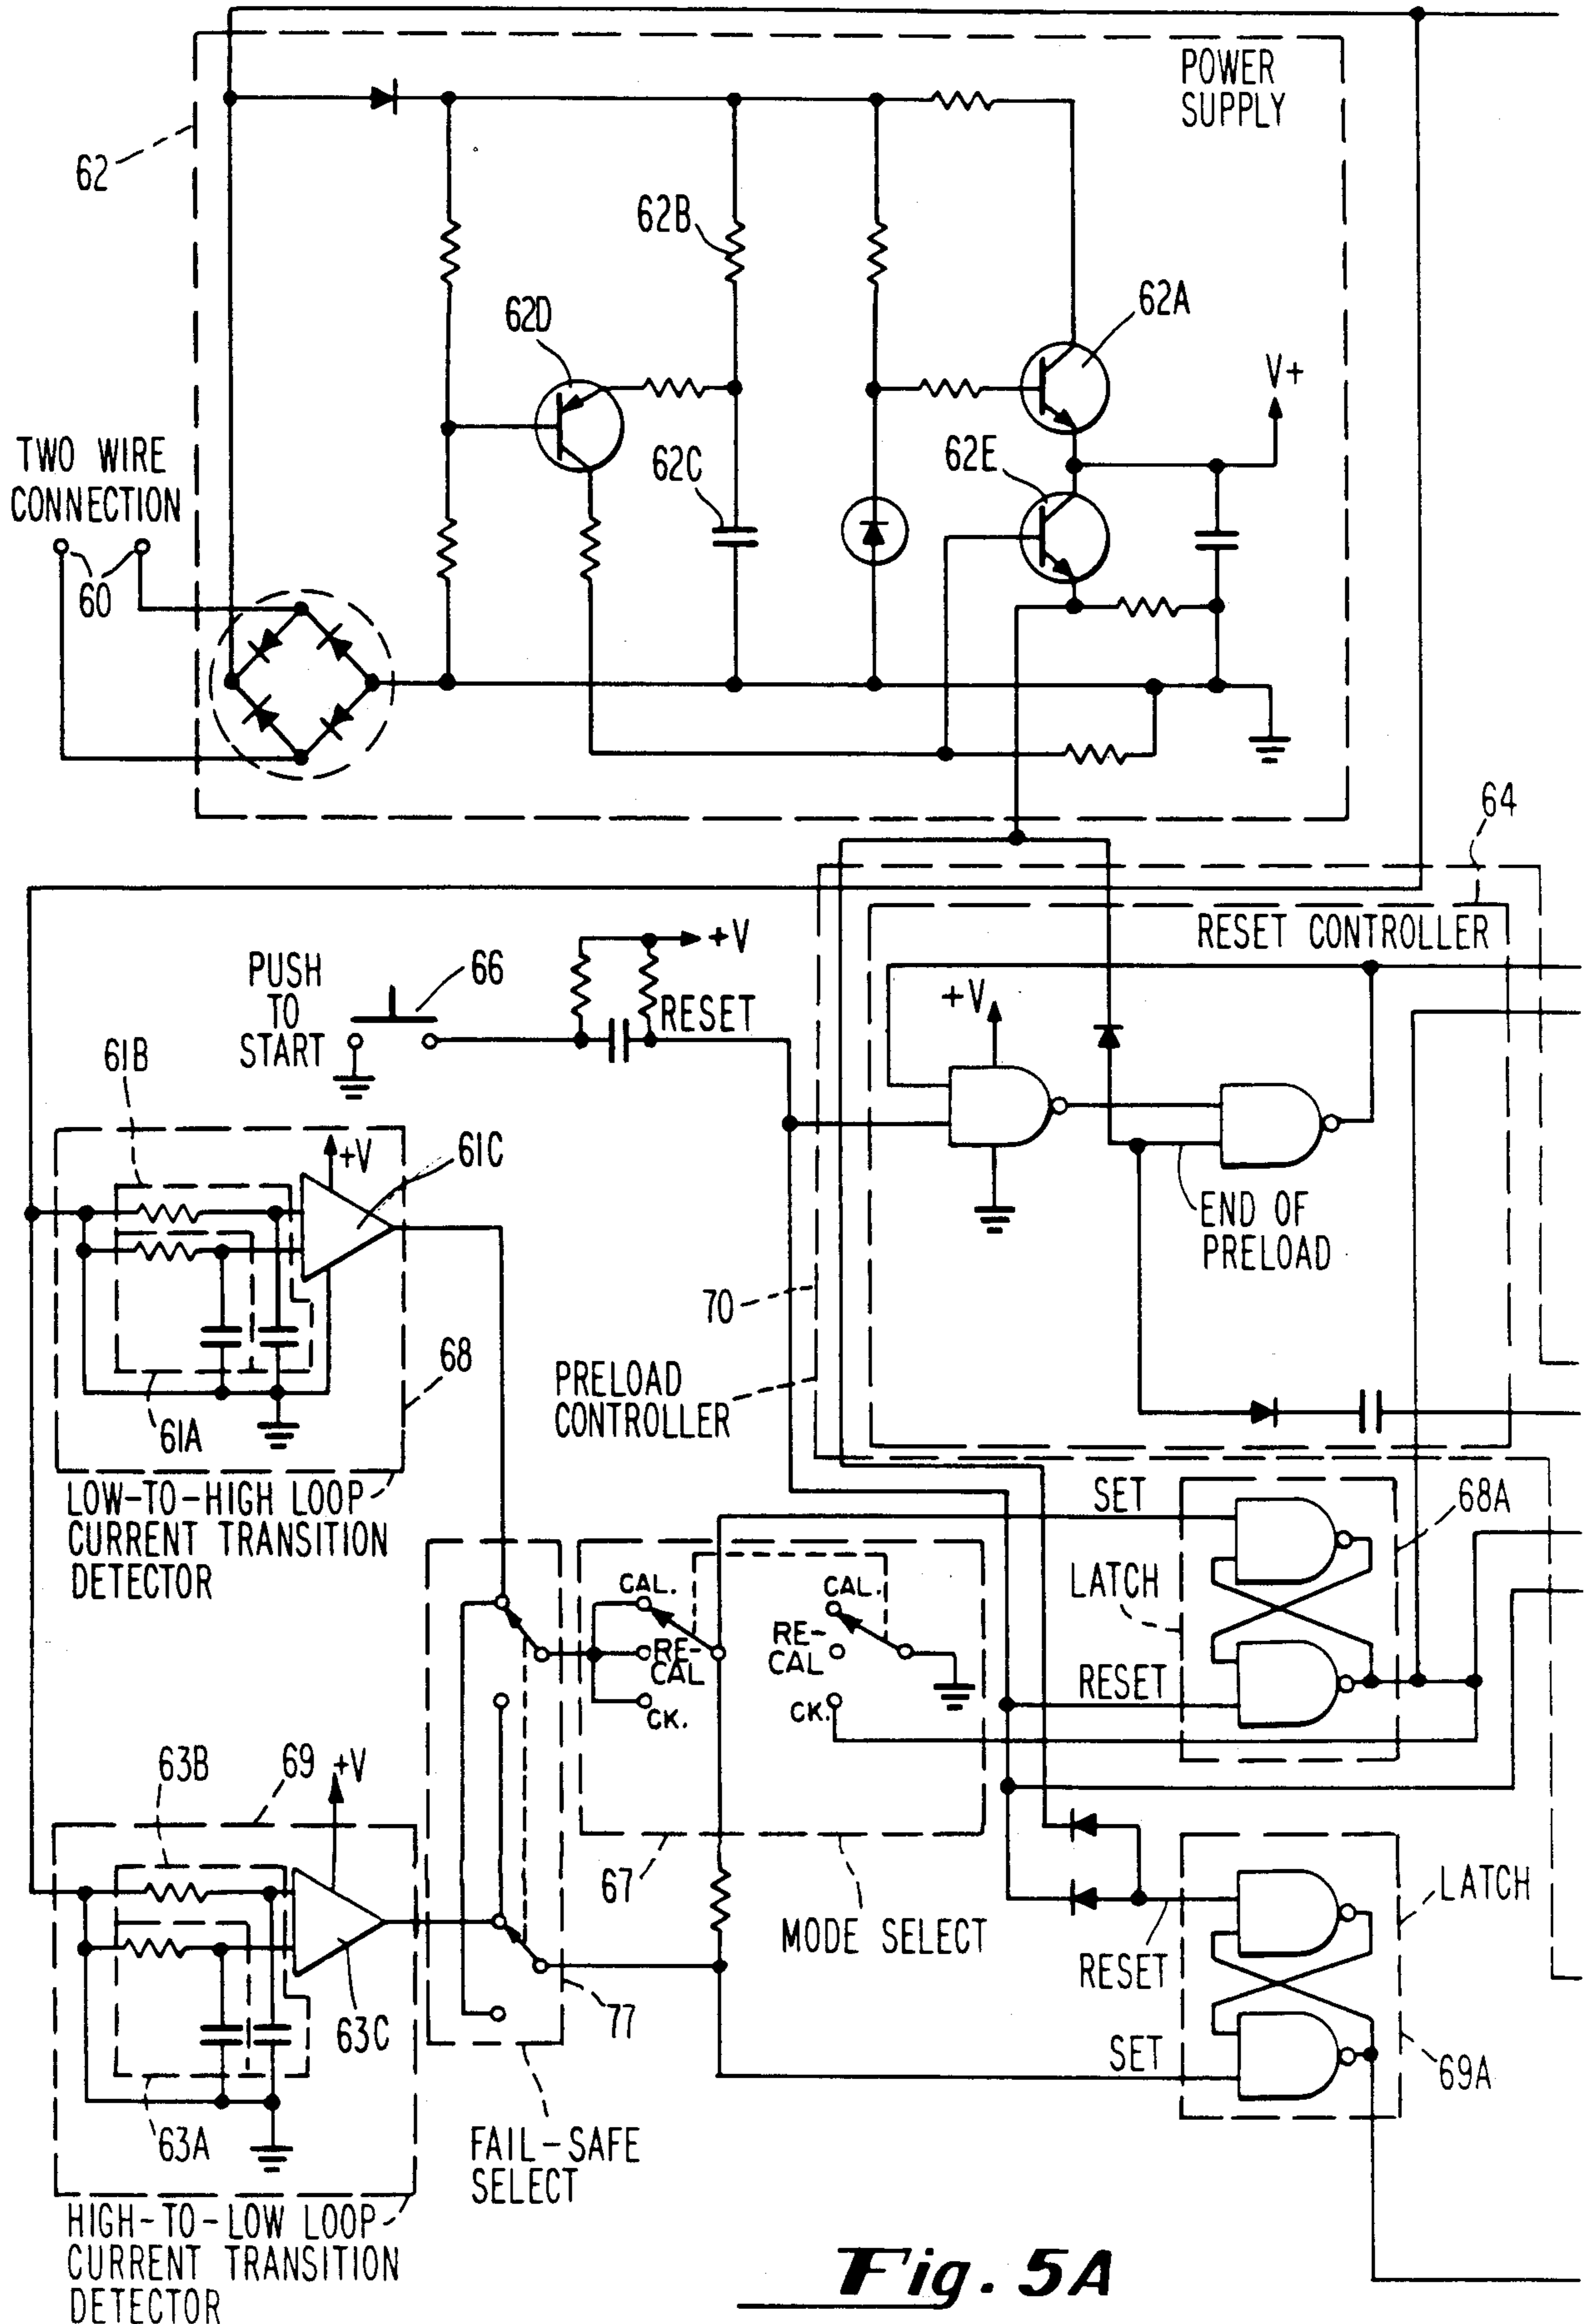 POWER
SUPPLY
62
62B
62D
62A
V+
TWO WIRE
CONNECTION
62C
62E
60
64
RESET CONTROLLER
+V
PUSH
TO
START
66
RESET
+V
61B
+V
61C
END OF
PRELOAD
70
68
PRELOAD
CONTROLLER
61A
LOW-TO-HIGH LOOP
CURRENT TRANSITION
DETECTOR
SET
68A
CAL.
CAL.
LATCH
RE-
CAL
RE-
CAL
RESET
CK.
CK.
63B
69
+V
67
LATCH
MODE SELECT
RESET
63C
77
SET
69A
63A
FAIL-SAFE
SELECT
HIGH-TO-LOW LOOP
CURRENT TRANSITION
DETECTOR
Fig. 5A